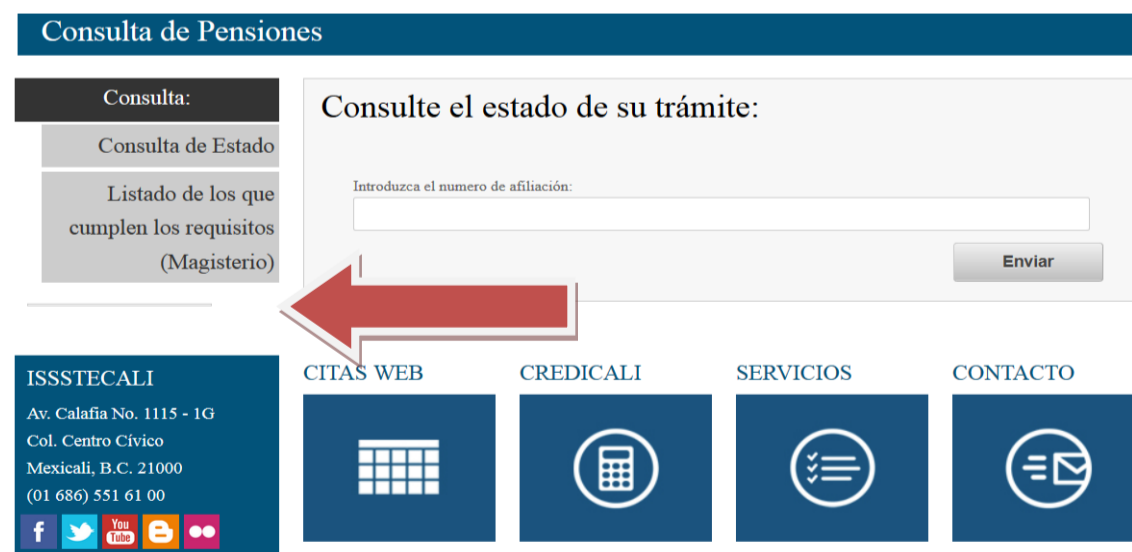 Consulta de Pensiones
Consulta:
Consulta de Estado
Listado de los que
cumplen los requisitos
(Magisterio)
Consulte el estado de su trámite:
Introduzca el numero de afiliación:
Enviar
ISSSTECALI
Av. Calafia No. 1115 - 1G
Col. Centro Cívico
Mexicali, B.C. 21000
(01 686) 551 61 00
f
You
Tube
CITAS WEB
CREDICALI
SERVICIOS
CONTACTO